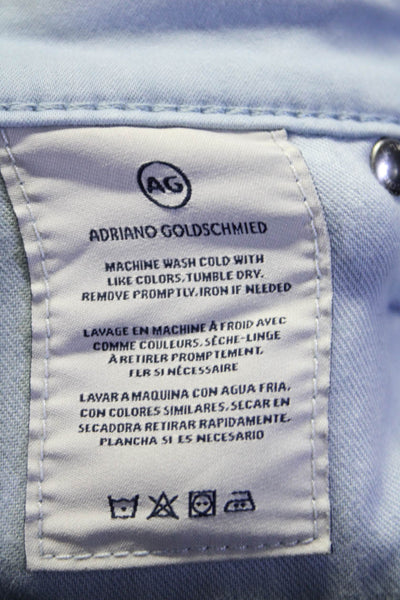 AG
ADRIANO GOLDSCHMIED
MACHINE WASH COLD WITH
LIKE COLORS, TUMBLE DRY.
REMOVE PROMPTLY, IRON IF NEEDED
LAVAGE EN MACHINE À FROID AVEC
COMME COULEURS, SÈCHE-LINGE
À RETIRER PROMPTEMENT,
FER SI NÈCESSAIRE
LAVAR A MAQUINA CON AGUA FRIA,
CON COLORES SIMILARES, SECAR EN
SECADORA RETIRAR RAPIDAMENTE,
PLANCHA SI ES NECESARIO